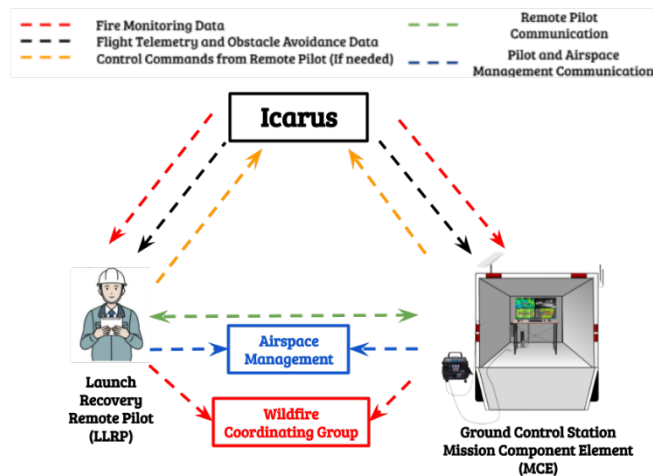 Fire Monitoring Data
Flight Telemetry and Obstacle Avoidance Data
Control Commands from Remote Pilot (If needed)
Remote Pilot
Communication
Pilot and Airspace
Management Communication
Icarus
Airspace
Management
Launch
Recovery
Remote Pilot
(LLRP)
Wildfire
Coordinating Group
Ground Control Station
Mission Component Element
(MCE)